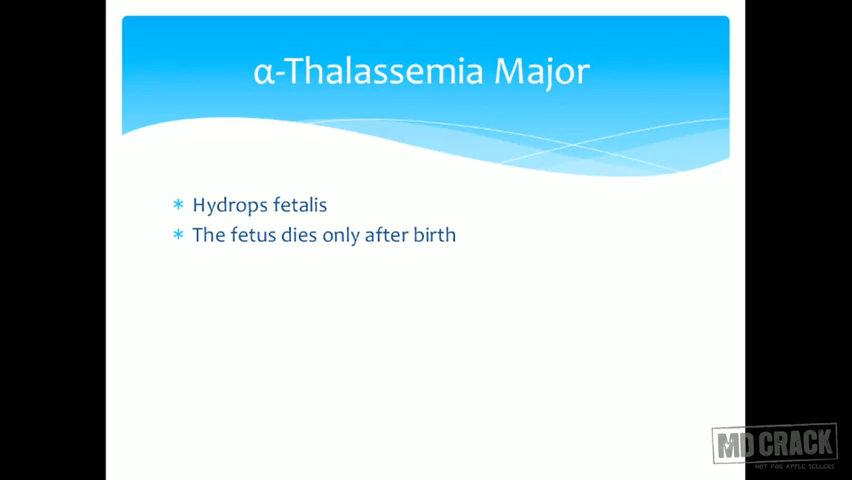 α-Thalassemia Major
* Hydrops fetalis
* The fetus dies only after birth
MD CRACK
NOT FOR APPLE SELLERS